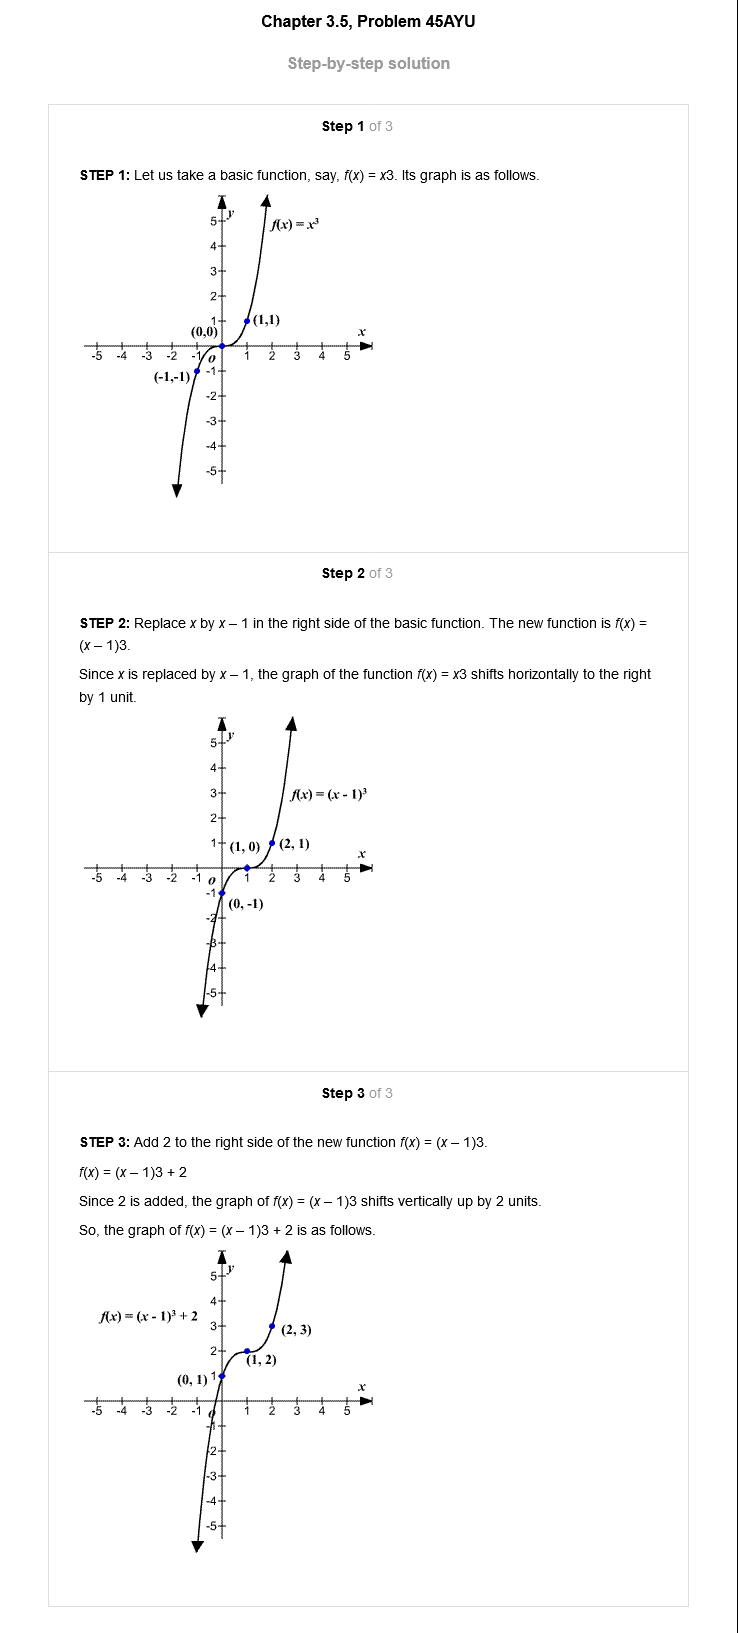 Chapter 3.5, Problem 45AYU
Step-by-step solution
Step 1 of 3
STEP 1: Let us take a basic function, say, f(x) = x3. Its graph is as follows.
y
5
f(x) = x³
4
3
2
1
(1,1)
(0,0)
x
-5 -4 -3 -2 -1 o 1 2 3 4 5
(-1,-1)
-1
-2
-3
-4
-5
Step 2 of 3
STEP 2: Replace x by x – 1 in the right side of the basic function. The new function is f(x) =
(x – 1)3.
Since x is replaced by x – 1, the graph of the function f(x) = x3 shifts horizontally to the right
by 1 unit.
y
5
4
3
f(x) = (x - 1)³
2
1
(1, 0) (2, 1)
x
-5 -4 -3 -2 -1 o 1 2 3 4 5
-1
(0, -1)
-2
-3
-4
-5
Step 3 of 3
STEP 3: Add 2 to the right side of the new function f(x) = (x – 1)3.
f(x) = (x – 1)3 + 2
Since 2 is added, the graph of f(x) = (x – 1)3 shifts vertically up by 2 units.
So, the graph of f(x) = (x – 1)3 + 2 is as follows.
y
5
4
f(x) = (x - 1)³ + 2
3
(2, 3)
2
(1, 2)
(0, 1) 1
x
-5 -4 -3 -2 -1 o 1 2 3 4 5
-1
-2
-3
-4
-5